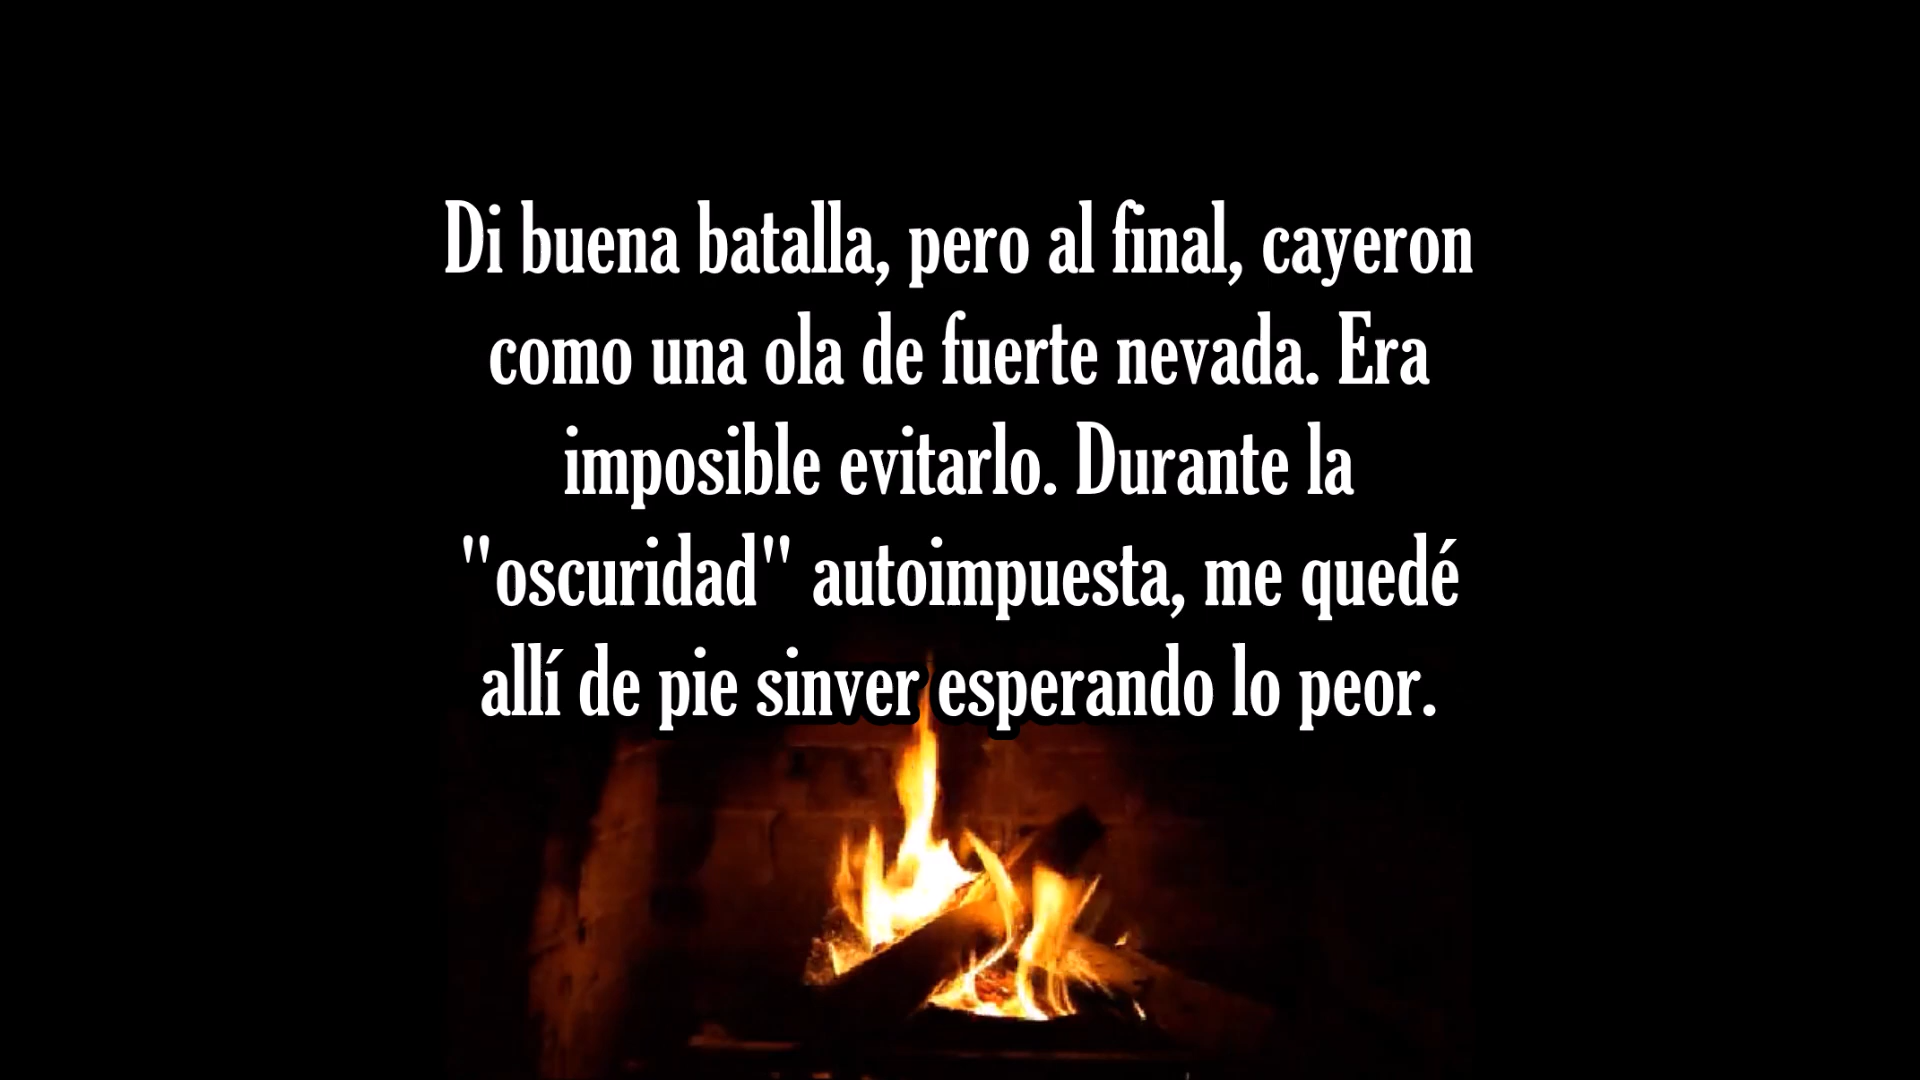 Di buena batalla, pero al final, cayeron
como una ola de fuerte nevada. Era
imposible evitarlo. Durante la
"oscuridad" autoimpuesta, me quedé
allí de pie sinver esperando lo peor.